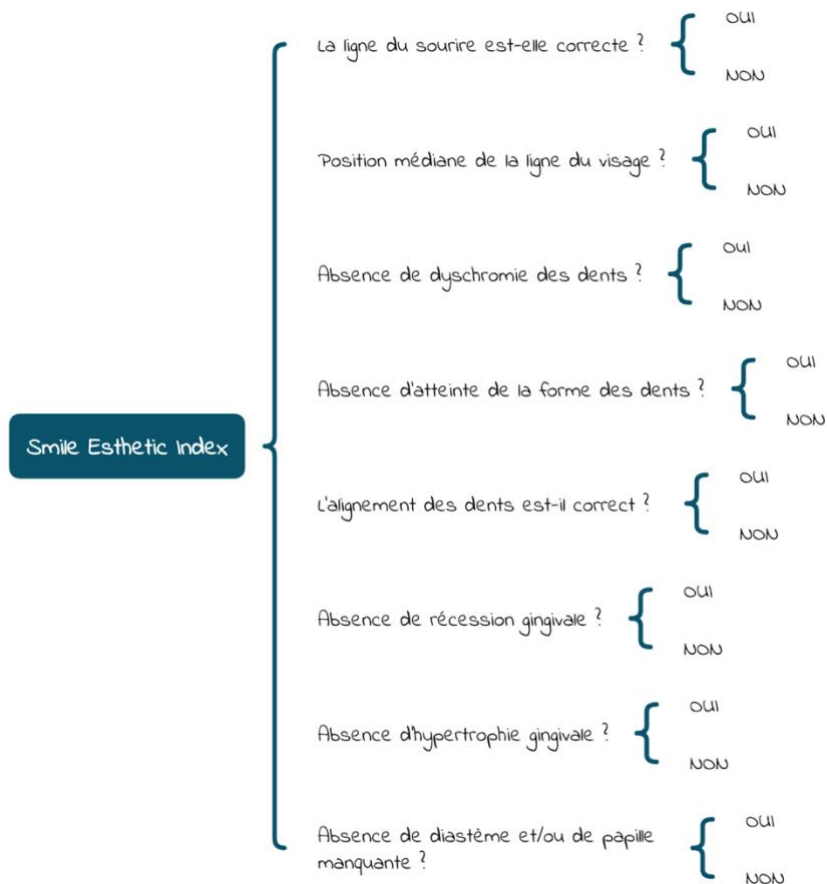 Smile Esthetic Index
La ligne du sourire est-elle correcte ?
OUI
NON
Position médiane de la ligne du visage ?
OUI
NON
Absence de dyschromie des dents ?
OUI
NON
Absence d'atteinte de la forme des dents ?
OUI
NON
L'alignement des dents est-il correct ?
OUI
NON
Absence de récession gingivale ?
OUI
NON
Absence d'hypertrophie gingivale ?
OUI
NON
Absence de diastème et/ou de papille
manquante ?
OUI
NON